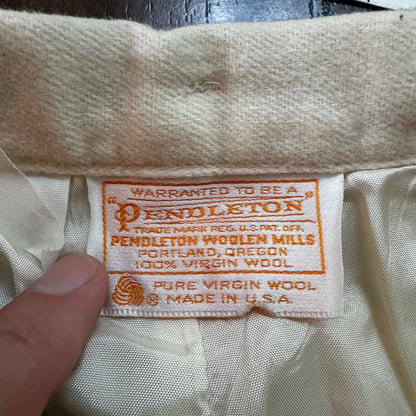 WARRANTED TO BE A
"PENDLETON"
TRADE MARK REG. U.S. PAT. OFF.
PENDLETON WOOLEN MILLS
PORTLAND, OREGON
100% VIRGIN WOOL
PURE VIRGIN WOOL
® MADE IN U.S.A.